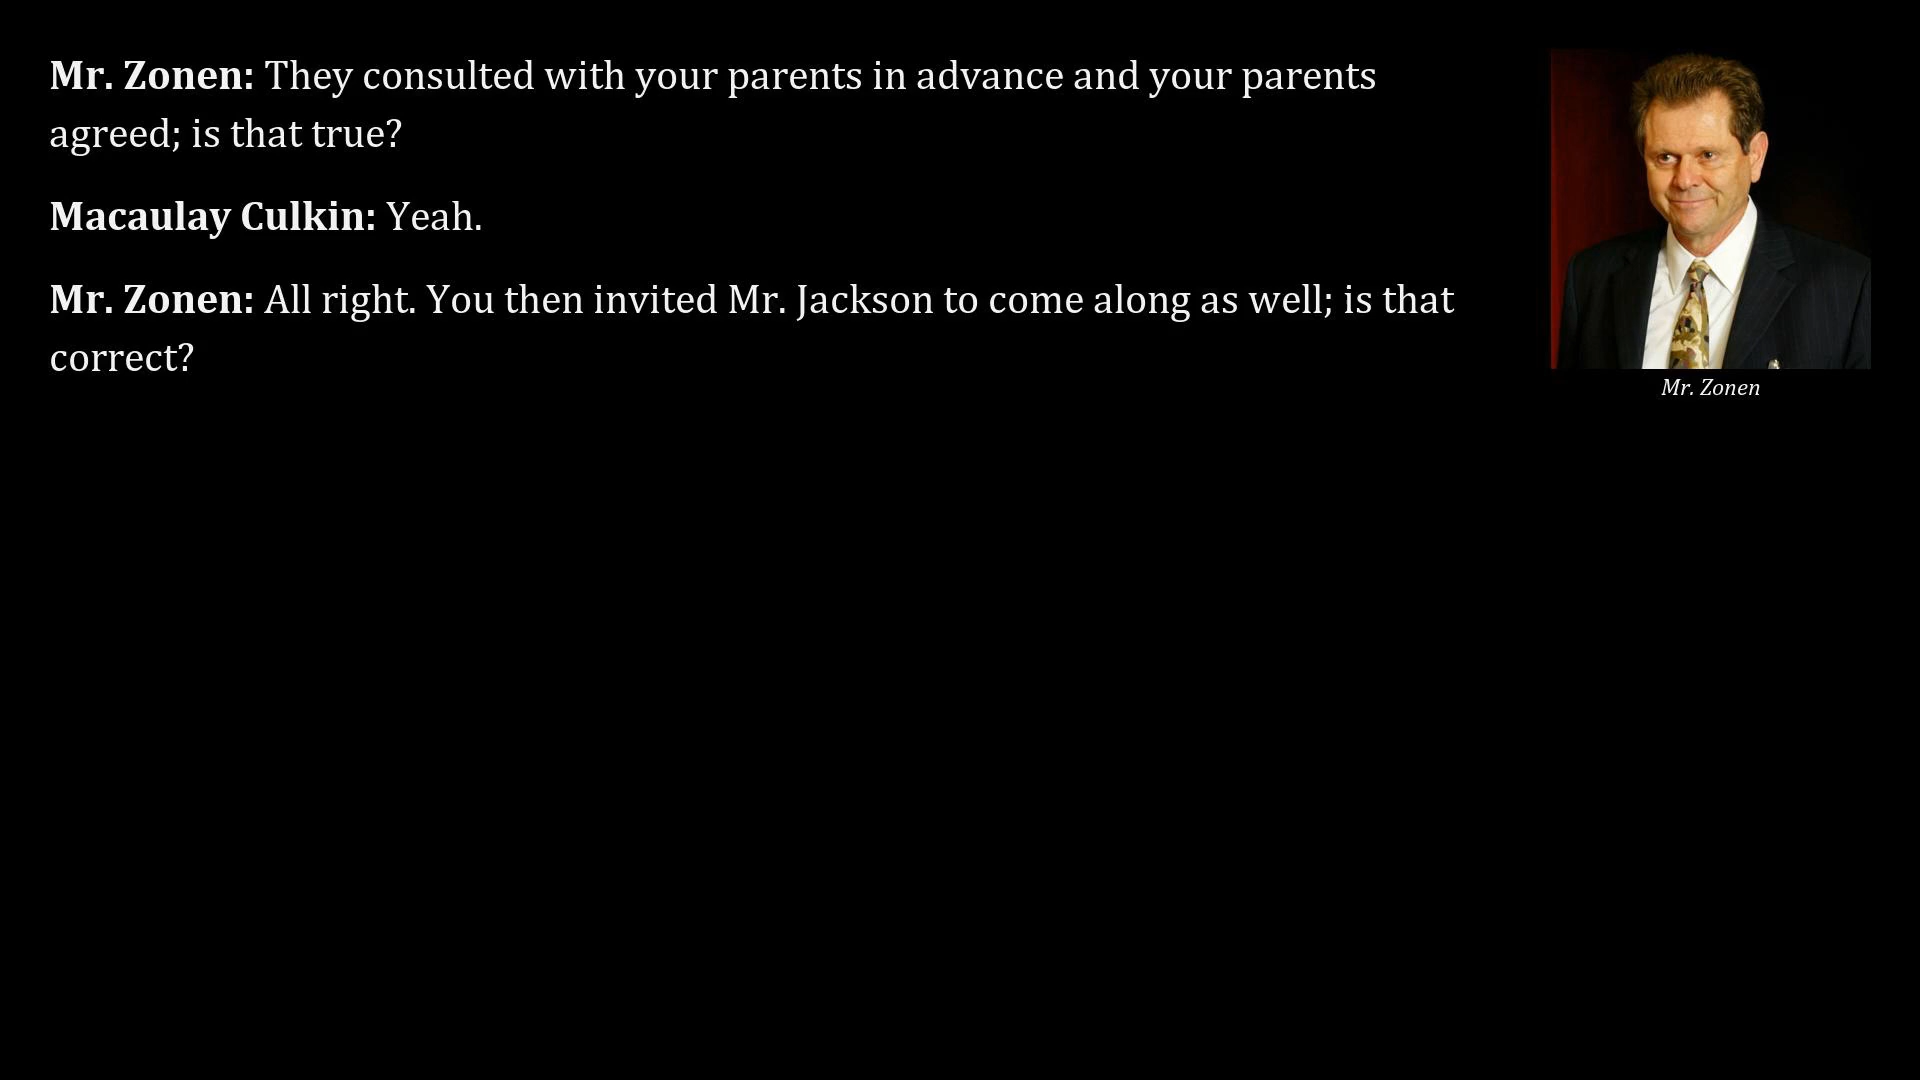 Mr. Zonen: They consulted with your parents in advance and your parents
agreed; is that true?
Macaulay Culkin: Yeah.
Mr. Zonen: All right. You then invited Mr. Jackson to come along as well; is that
correct?
Mr. Zonen